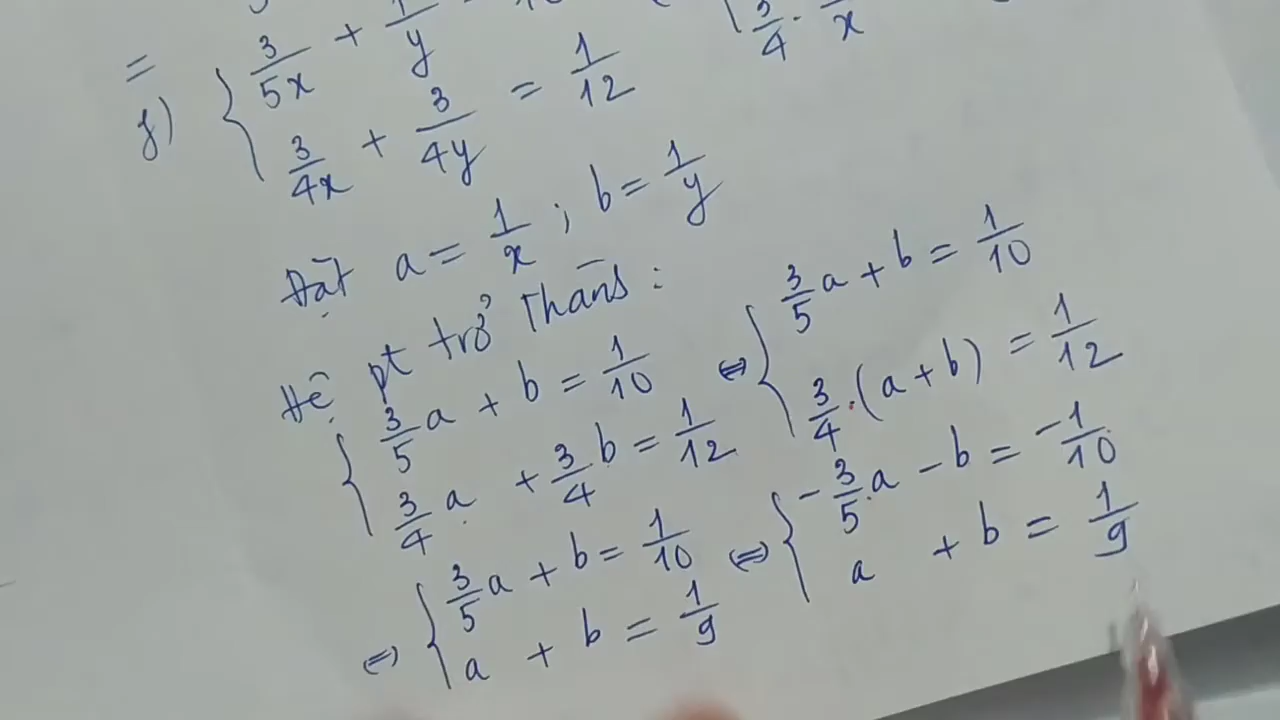 =
f) { 3/5x + 1/y
3/4x + 3/4y = 1/12
3/4 . x
Đặt a = 1/x ; b = 1/y
Hệ pt trở Thành :
{ 3/5 a + b = 1/10
3/4 a + 3/4 b = 1/12
⇔ { 3/5 a + b = 1/10
3/4 . (a + b) = 1/12
⇔ { 3/5 a + b = 1/10
a + b = 1/9
⇔ { - 3/5 a - b = - 1/10
a + b = 1/9